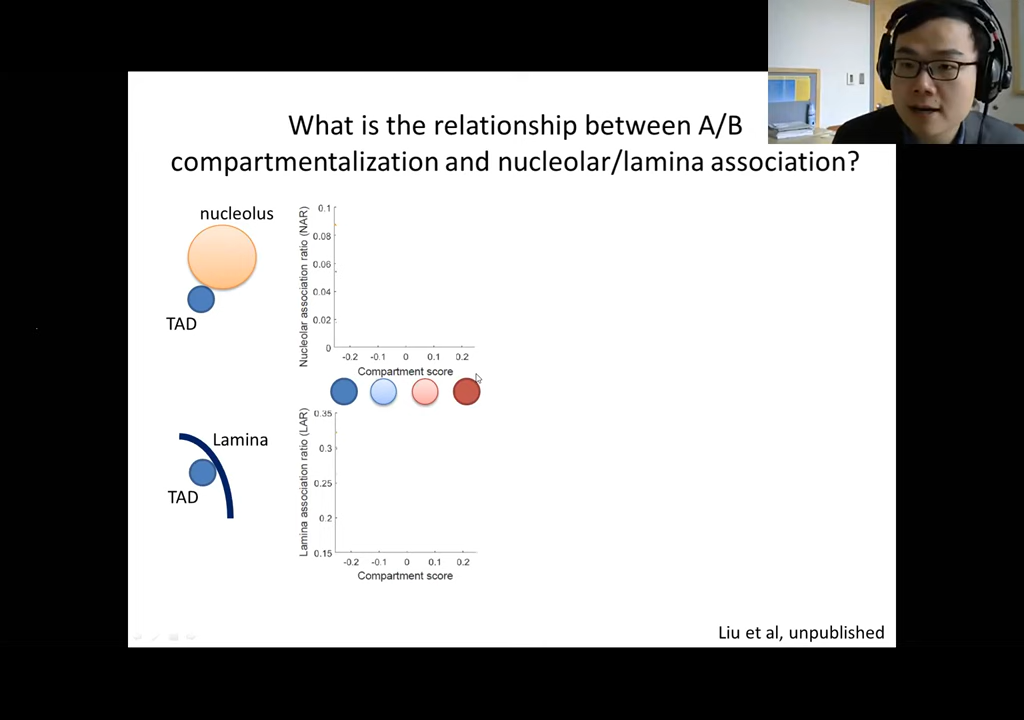 What is the relationship between A/B
compartmentalization and nucleolar/lamina association?
nucleolus
TAD
Nucleolar association ratio (NAR)
0.1
0.08
0.06
0.04
0.02
0
-0.2 -0.1 0 0.1 0.2
Compartment score
Lamina
TAD
Lamina association ratio (LAR)
0.35
0.3
0.25
0.2
0.15
-0.2 -0.1 0 0.1 0.2
Compartment score
Liu et al, unpublished